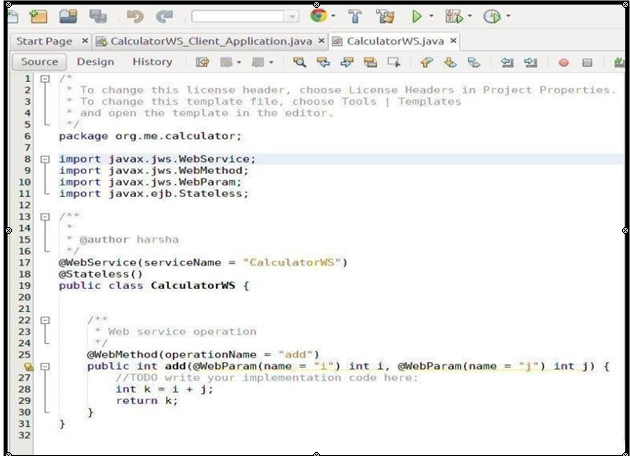 Start Page × CalculatorWS_Client_Application.java × CalculatorWS.java ×
Source Design History
1 /*
2 * To change this license header, choose License Headers in Project Properties.
3 * To change this template file, choose Tools | Templates
4 * and open the template in the editor.
5 */
6 package org.me.calculator;
7
8 import javax.jws.WebService;
9 import javax.jws.WebMethod;
10 import javax.jws.WebParam;
11 import javax.ejb.Stateless;
12
13 /**
14 *
15 * @author harsha
16 */
17 @WebService(serviceName = "CalculatorWS")
18 @Stateless()
19 public class CalculatorWS {
20
21
22 /**
23 * Web service operation
24 */
25 @WebMethod(operationName = "add")
public int add(@WebParam(name = "i") int i, @WebParam(name = "j") int j) {
27 //TODO write your implementation code here:
28 int k = i + j;
29 return k;
30 }
31 }
32